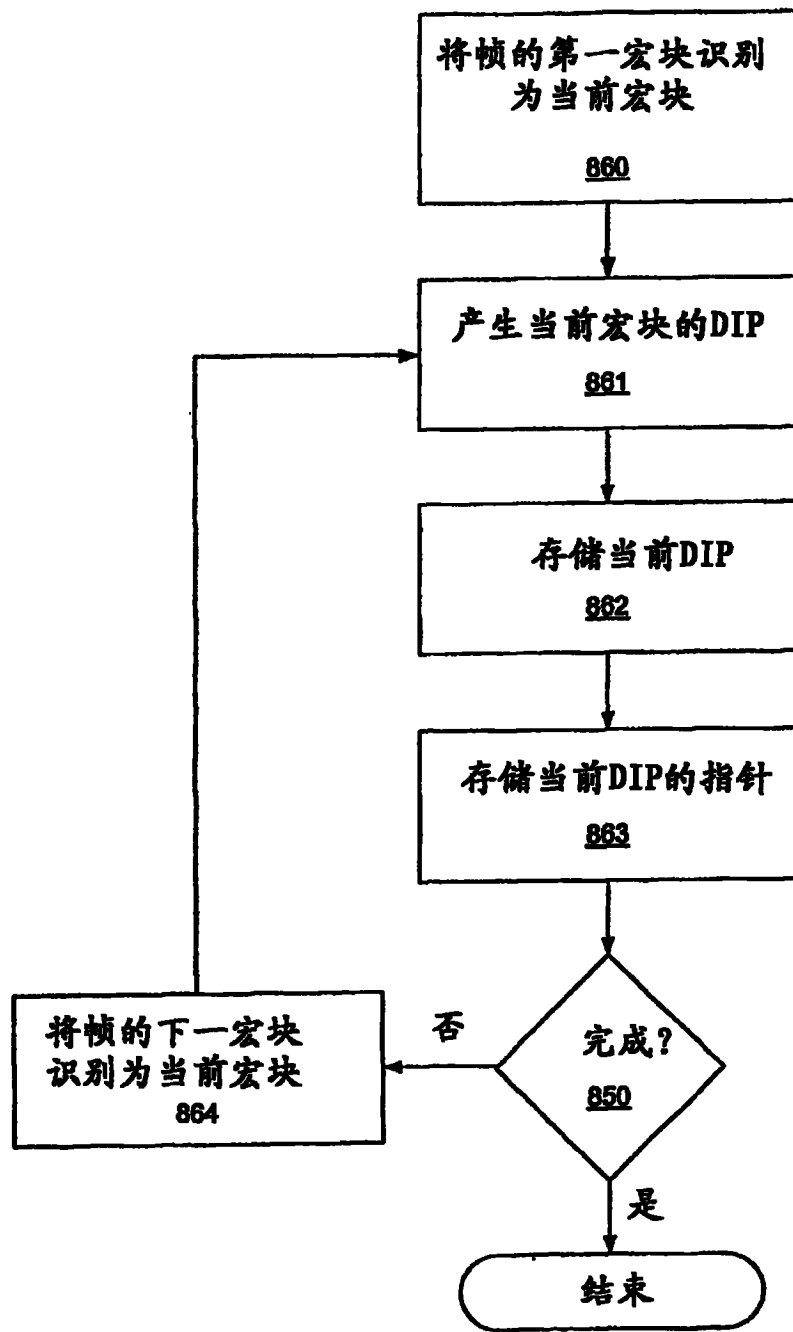 将帧的第一宏块识别
为当前宏块
860
产生当前宏块的DIP
861
存储当前DIP
862
存储当前DIP的指针
863
完成?
850
否
将帧的下一宏块
识别为当前宏块
864
是
结束